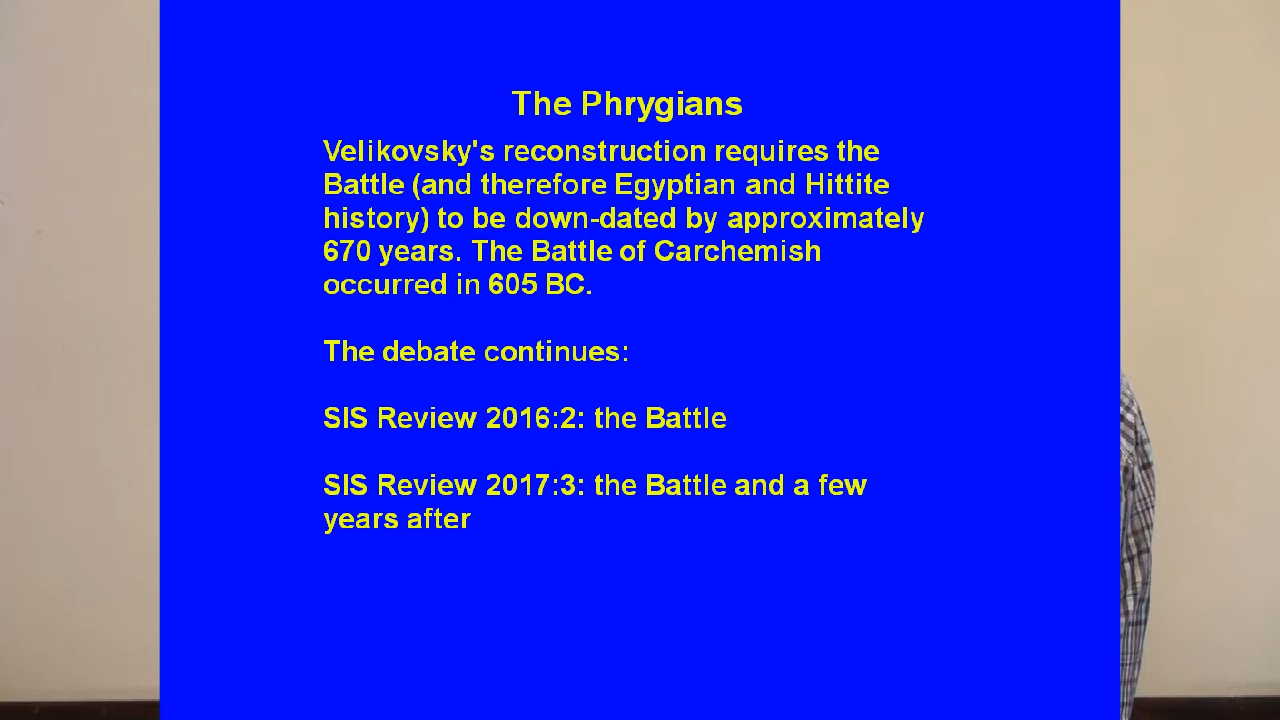 The Phrygians
Velikovsky's reconstruction requires the
Battle (and therefore Egyptian and Hittite
history) to be down-dated by approximately
670 years. The Battle of Carchemish
occurred in 605 BC.
The debate continues:
SIS Review 2016:2: the Battle
SIS Review 2017:3: the Battle and a few
years after